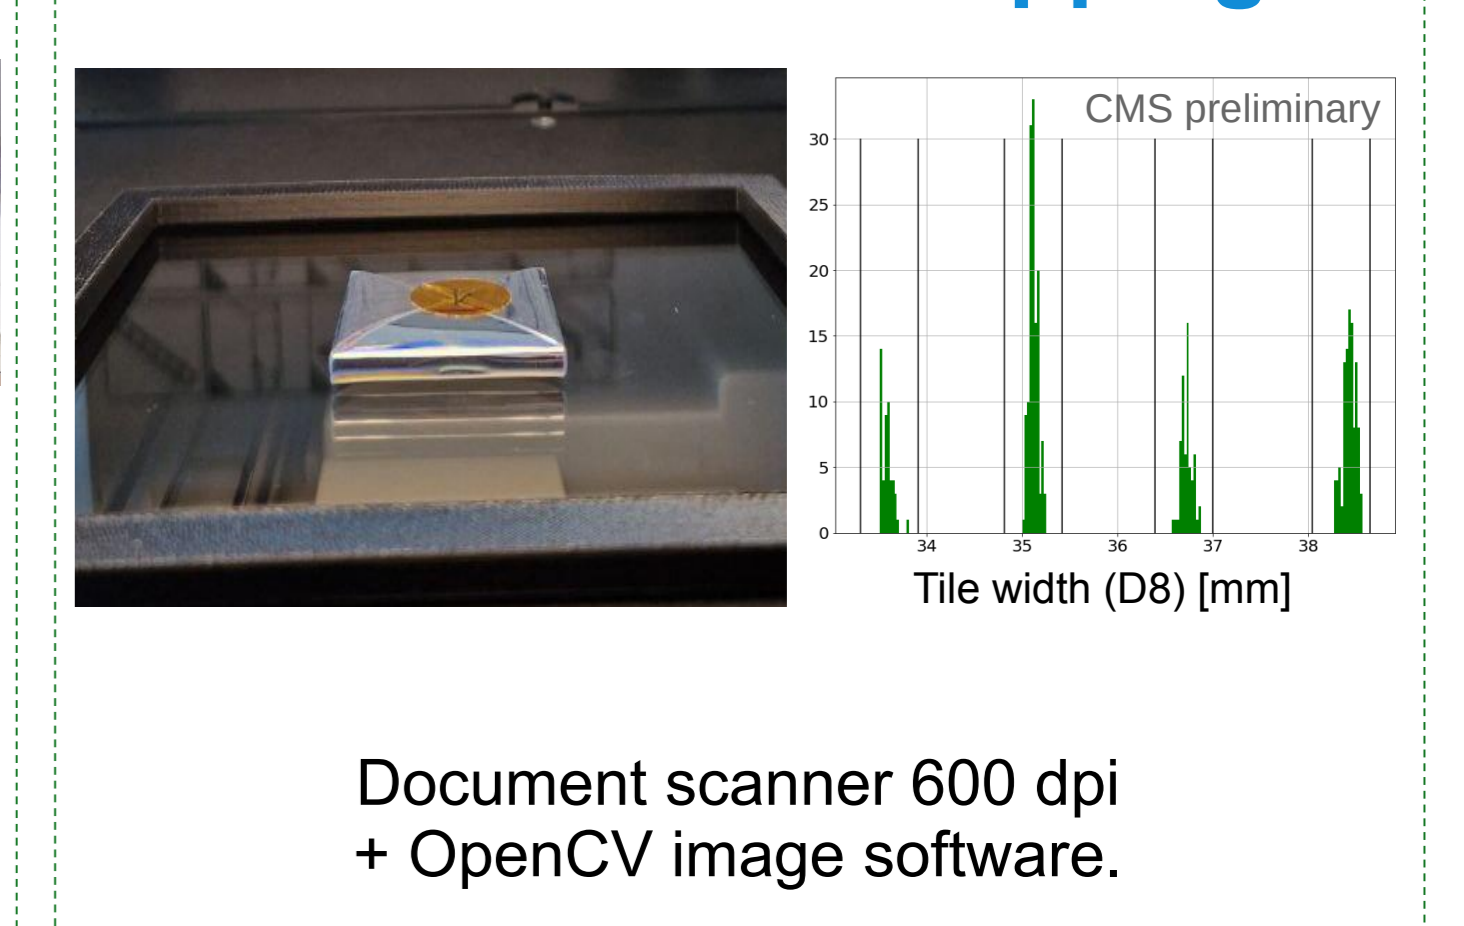 CMS preliminary
30
25
20
15
10
5
0
34 35 36 37 38
Tile width (D8) [mm]
Document scanner 600 dpi
+ OpenCV image software.